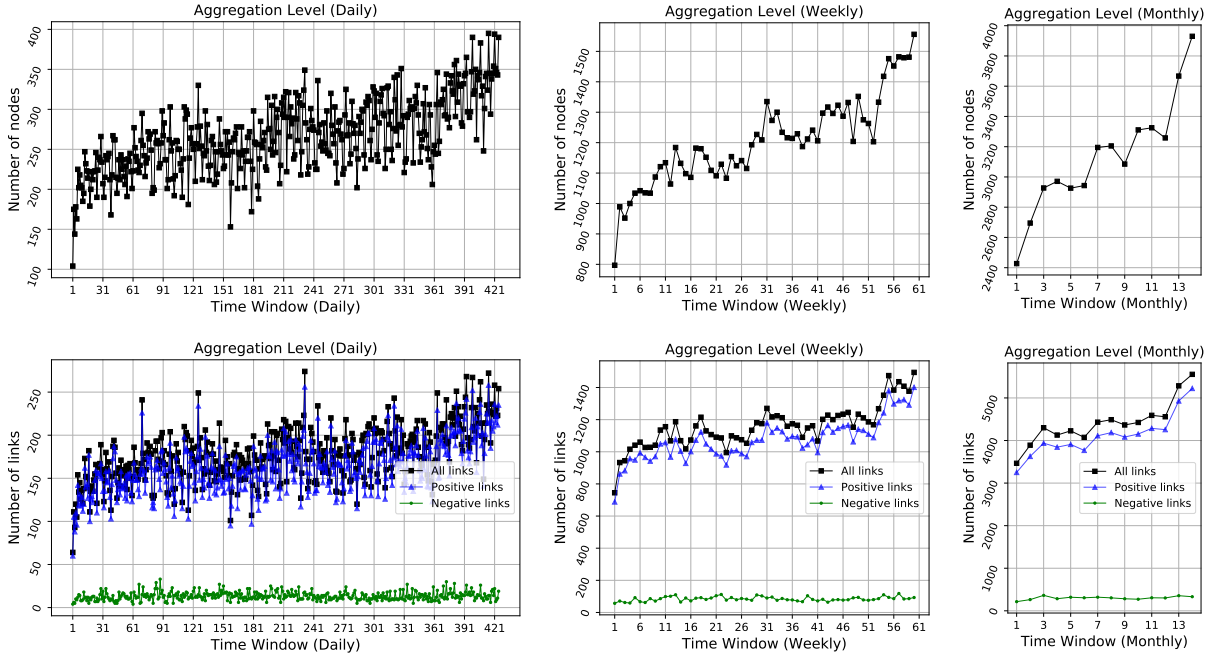 Aggregation Level (Daily)
Number of nodes
400
350
300
250
200
150
100
1 31 61 91 121 151 181 211 241 271 301 331 361 391 421
Time Window (Daily)
Aggregation Level (Weekly)
Number of nodes
1500
1400
1300
1200
1100
1000
900
800
1 6 11 16 21 26 31 36 41 46 51 56 61
Time Window (Weekly)
Aggregation Level (Monthly)
Number of nodes
4000
3800
3600
3400
3200
3000
2800
2600
2400
1 3 5 7 9 11 13
Time Window (Monthly)
Aggregation Level (Daily)
Number of links
250
200
150
100
50
0
All links
Positive links
Negative links
1 31 61 91 121 151 181 211 241 271 301 331 361 391 421
Time Window (Daily)
Aggregation Level (Weekly)
Number of links
1400
1200
1000
800
600
400
200
0
All links
Positive links
Negative links
1 6 11 16 21 26 31 36 41 46 51 56 61
Time Window (Weekly)
Aggregation Level (Monthly)
Number of links
5000
4000
3000
2000
1000
0
All links
Positive links
Negative links
1 3 5 7 9 11 13
Time Window (Monthly)